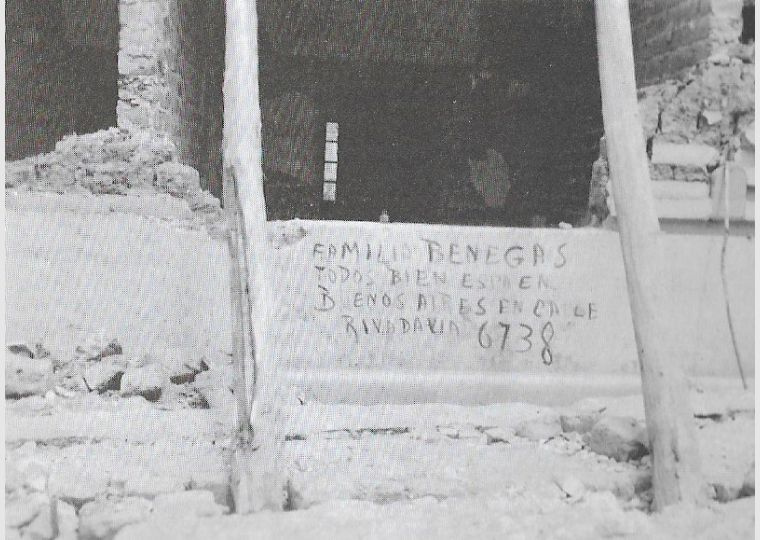 FAMILIA BENEGAS
TODOS BIEN ESTA EN
BUENOS AIRES EN CALLE
RIVADAVIA 6738